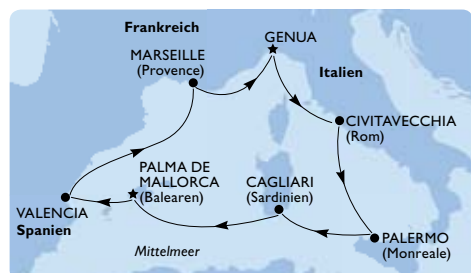 Frankreich
GENUA
MARSEILLE
(Provence)
Italien
CIVITAVECCHIA
(Rom)
PALMA DE
MALLORCA
(Balearen)
CAGLIARI
(Sardinien)
VALENCIA
Spanien
PALERMO
(Monreale)
Mittelmeer